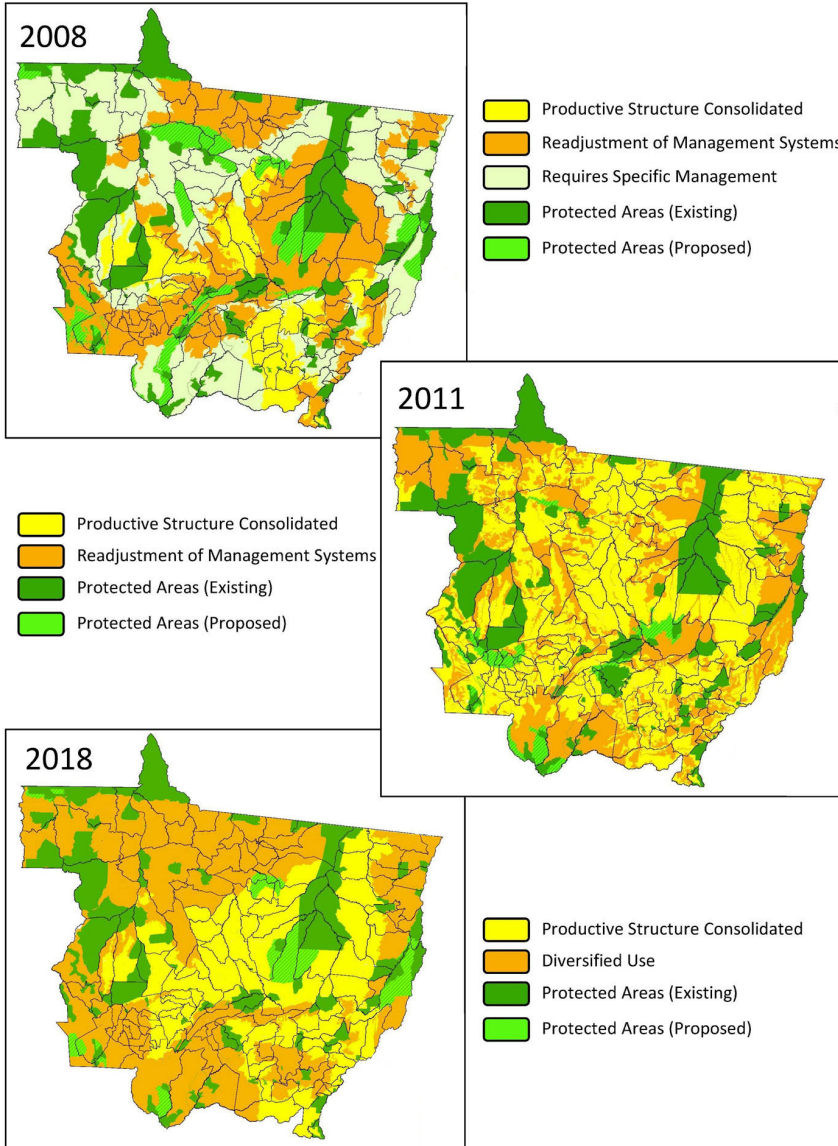 2008
Productive Structure Consolidated
Readjustment of Management Systems
Requires Specific Management
Protected Areas (Existing)
Protected Areas (Proposed)
2011
Productive Structure Consolidated
Readjustment of Management Systems
Protected Areas (Existing)
Protected Areas (Proposed)
2018
Productive Structure Consolidated
Diversified Use
Protected Areas (Existing)
Protected Areas (Proposed)